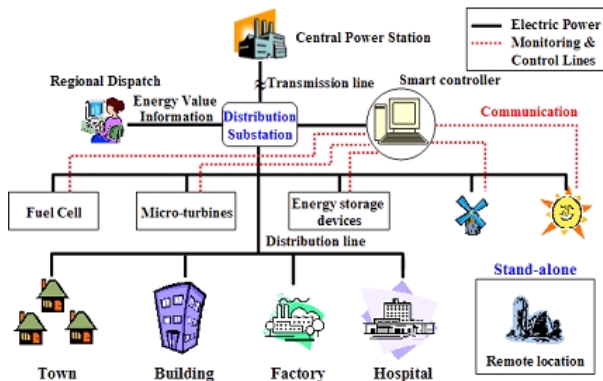 Central Power Station
Electric Power
Monitoring &
Control Lines
Regional Dispatch
Transmission line
Smart controller
Energy Value
Information
Distribution
Substation
Communication
Fuel Cell
Micro-turbines
Energy storage
devices
Distribution line
Stand-alone
Town
Building
Factory
Hospital
Remote location